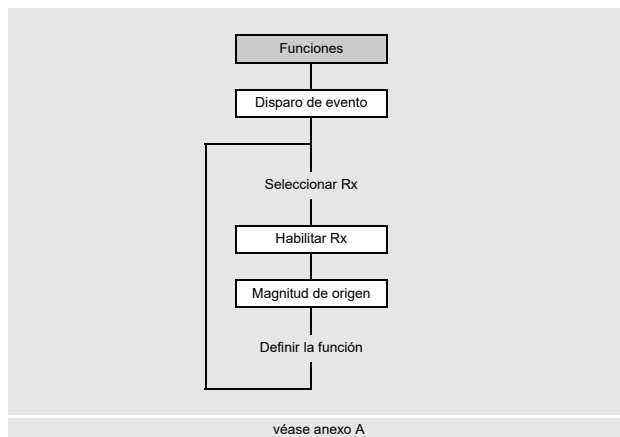 Funciones
Disparo de evento
Seleccionar Rx
Habilitar Rx
Magnitud de origen
Definir la función
véase anexo A